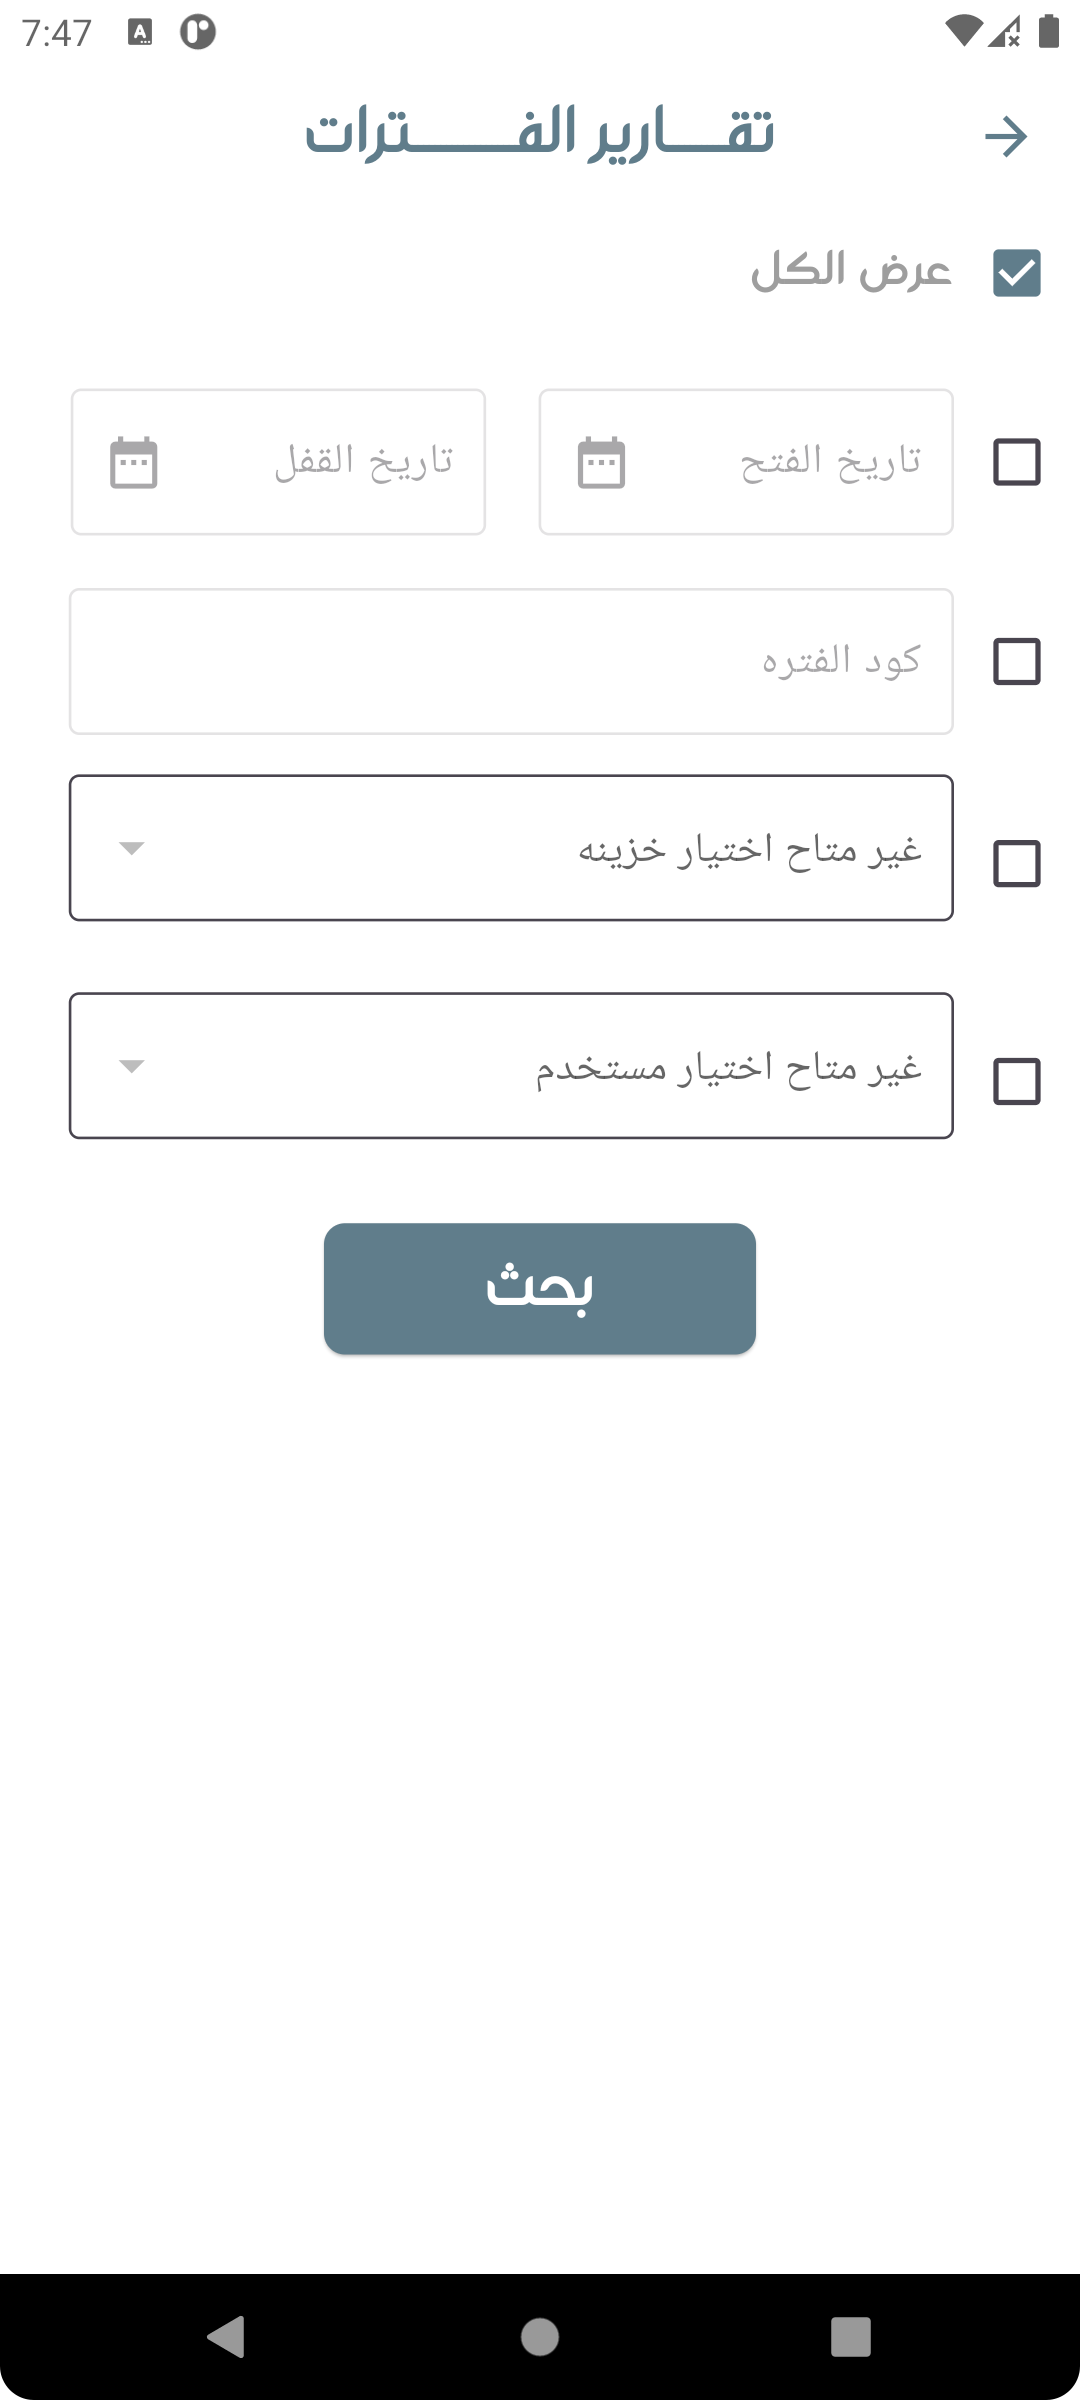 7:47
تقـــارير الفــــــترات
عرض الكل
تاريخ الفتح
تاريخ القفل
كود الفتره
غير متاح اختيار خزينه
غير متاح اختيار مستخدم
بحث